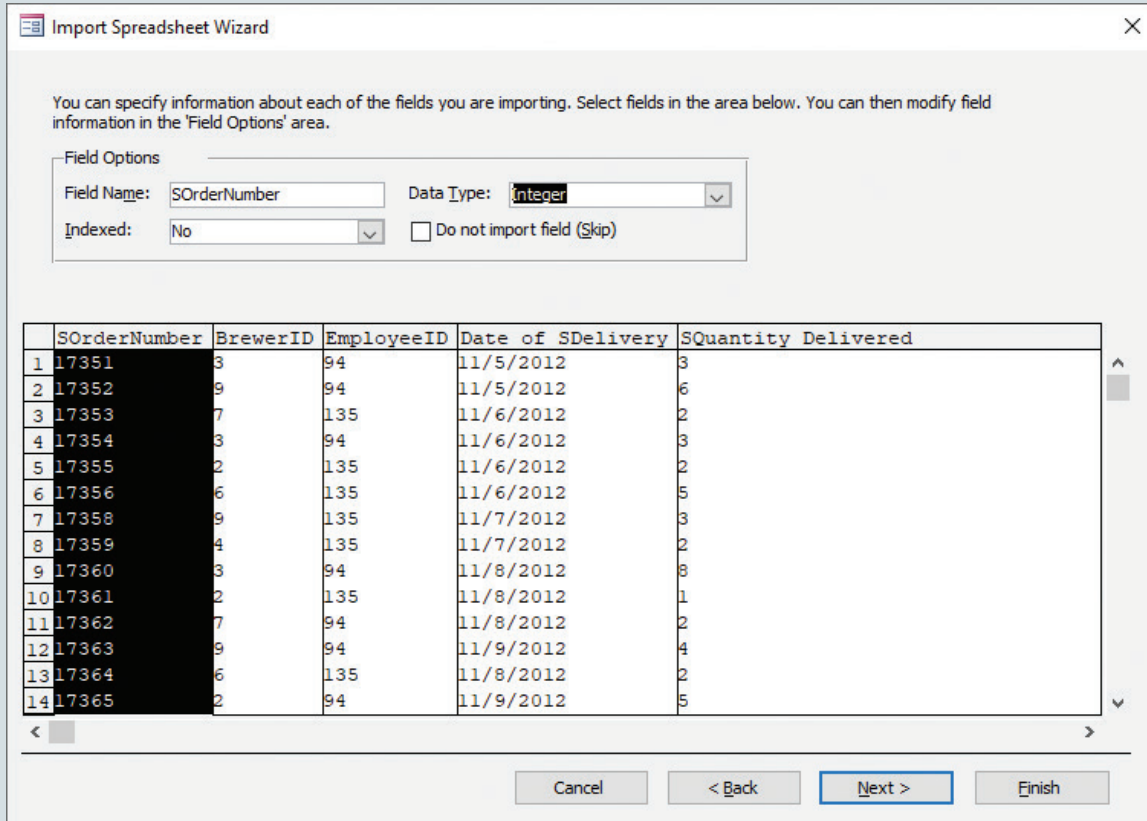 Import Spreadsheet Wizard
You can specify information about each of the fields you are importing. Select fields in the area below. You can then modify field
information in the 'Field Options' area.
Field Options
Field Name: SOrderNumber Data Type: Integer
Indexed: No Do not import field (Skip)
SOrderNumber BrewerID EmployeeID Date of SDelivery SQuantity Delivered
1 17351 3 94 11/5/2012 3
2 17352 9 94 11/5/2012 6
3 17353 7 135 11/6/2012 2
4 17354 3 94 11/6/2012 3
5 17355 2 135 11/6/2012 2
6 17356 6 135 11/6/2012 5
7 17358 9 135 11/7/2012 3
8 17359 4 135 11/7/2012 2
9 17360 3 94 11/8/2012 8
10 17361 2 135 11/8/2012 1
11 17362 7 94 11/8/2012 2
12 17363 9 94 11/9/2012 4
13 17364 6 135 11/8/2012 2
14 17365 2 94 11/9/2012 5
Cancel < Back Next > Finish